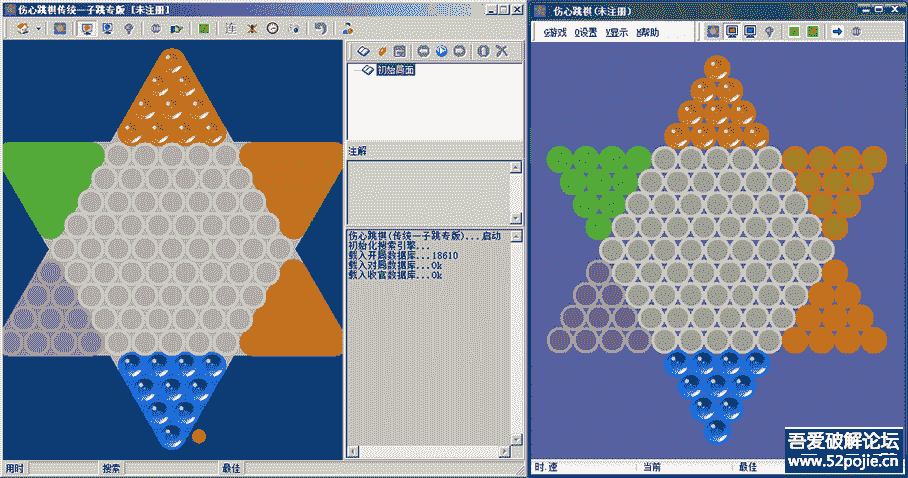 伤心跳棋传统一子跳专版 [未注册]
连
初始局面
注解
伤心跳棋(传统一子跳专版)...启动
初始化搜索引擎...
载入开局数据库...18610
载入对局数据库...Ok
载入收官数据库...Ok
用时
搜索
最佳
伤心跳棋(未注册)
G游戏 O设置 V显示 H帮助
时.速
当前
最佳
吾爱破解论坛
www.52pojie.cn